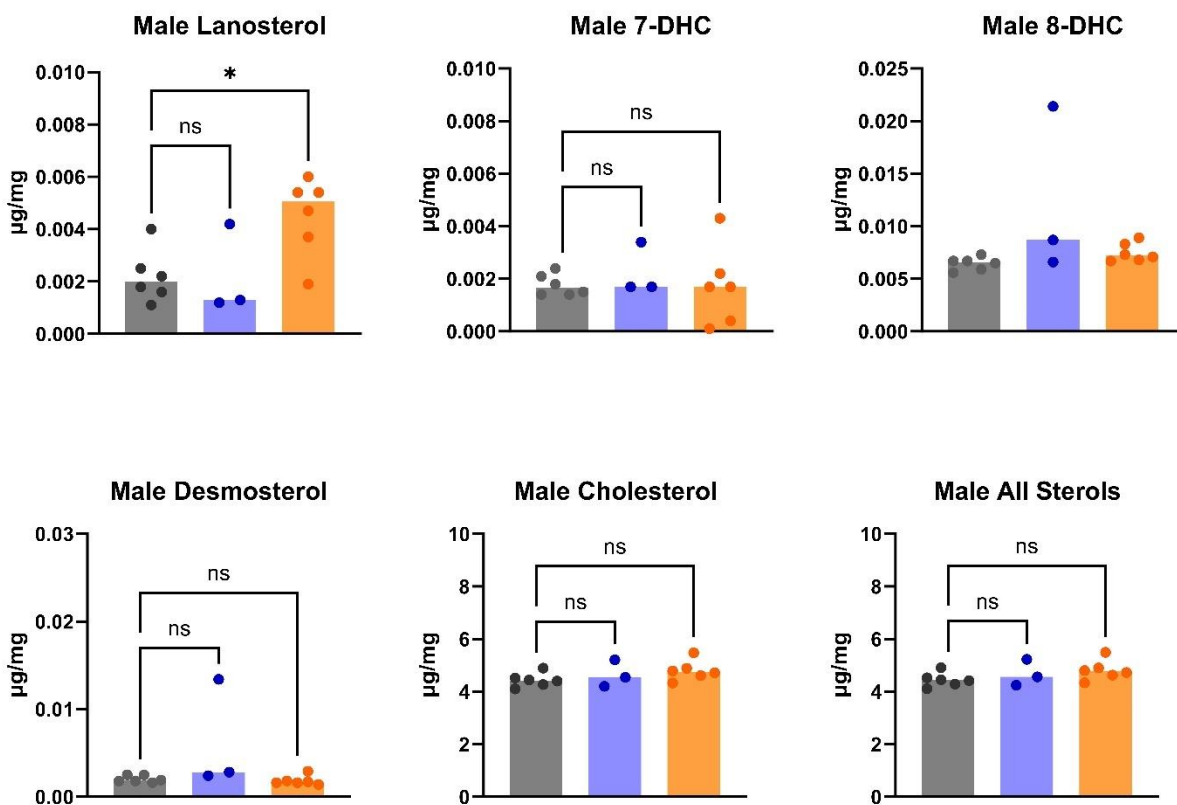 Male Lanosterol
Male 7-DHC
Male 8-DHC
0.010
0.008
0.006
0.004
0.002
0.000
µg/mg
*
ns
0.010
0.008
0.006
0.004
0.002
0.000
µg/mg
ns
ns
0.025
0.020
0.015
0.010
0.005
0.000
µg/mg
Male Desmosterol
Male Cholesterol
Male All Sterols
0.03
0.02
0.01
0.00
µg/mg
ns
ns
10
8
6
4
2
0
µg/mg
ns
ns
10
8
6
4
2
0
µg/mg
ns
ns